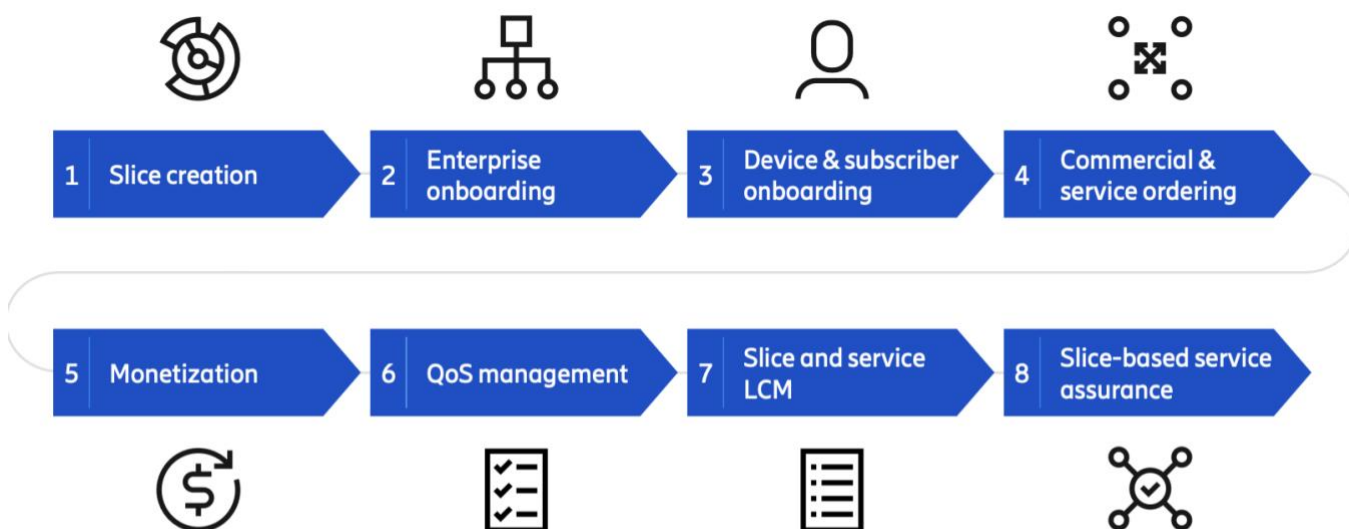 1 Slice creation
2 Enterprise
onboarding
3 Device & subscriber
onboarding
4 Commercial &
service ordering
5 Monetization
6 QoS management
7 Slice and service
LCM
8 Slice-based service
assurance
$